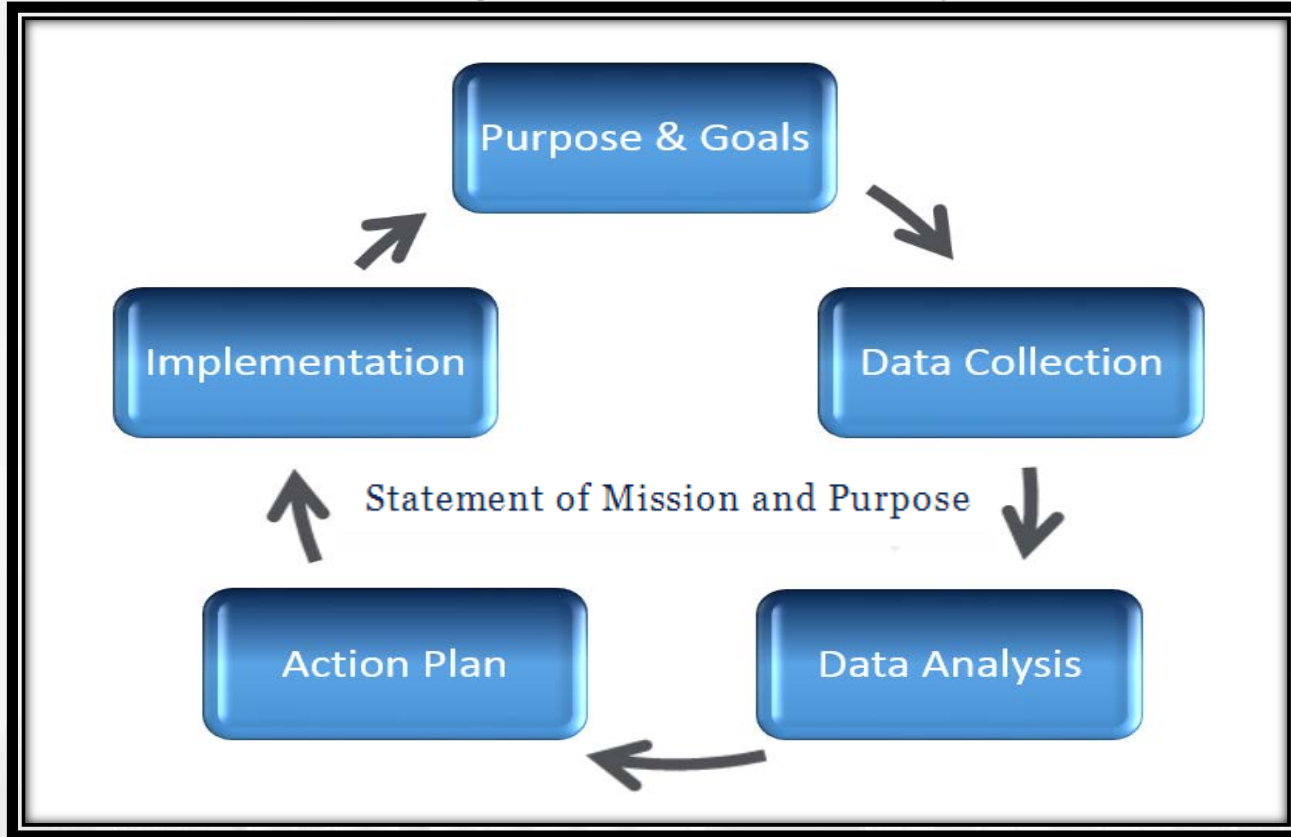 Purpose & Goals
Implementation
Data Collection
Statement of Mission and Purpose
Action Plan
Data Analysis